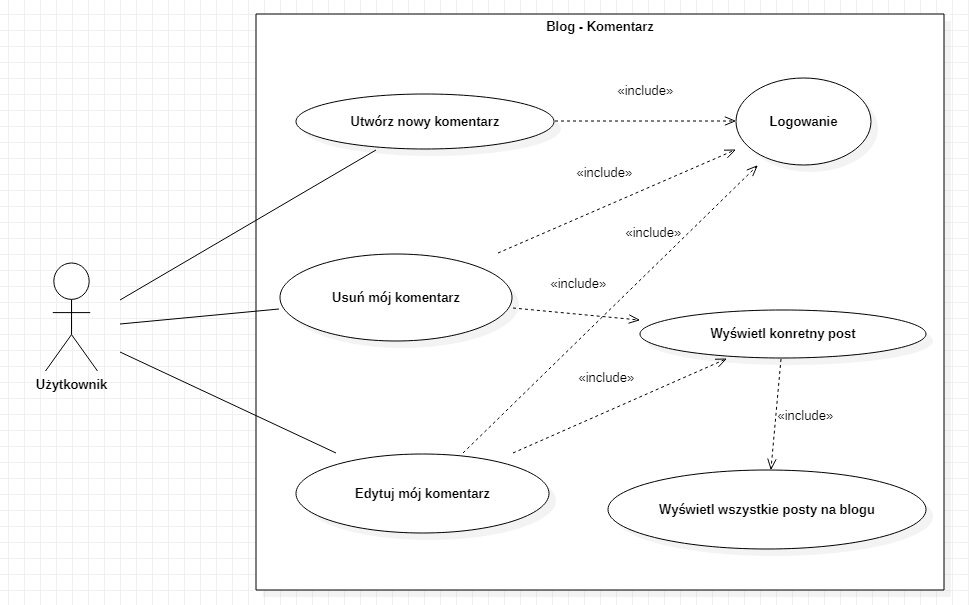 Blog - Komentarz
«include»
Utwórz nowy komentarz
Logowanie
«include»
«include»
«include»
Usuń mój komentarz
Wyświetl konretny post
«include»
Użytkownik
«include»
Edytuj mój komentarz
Wyświetl wszystkie posty na blogu